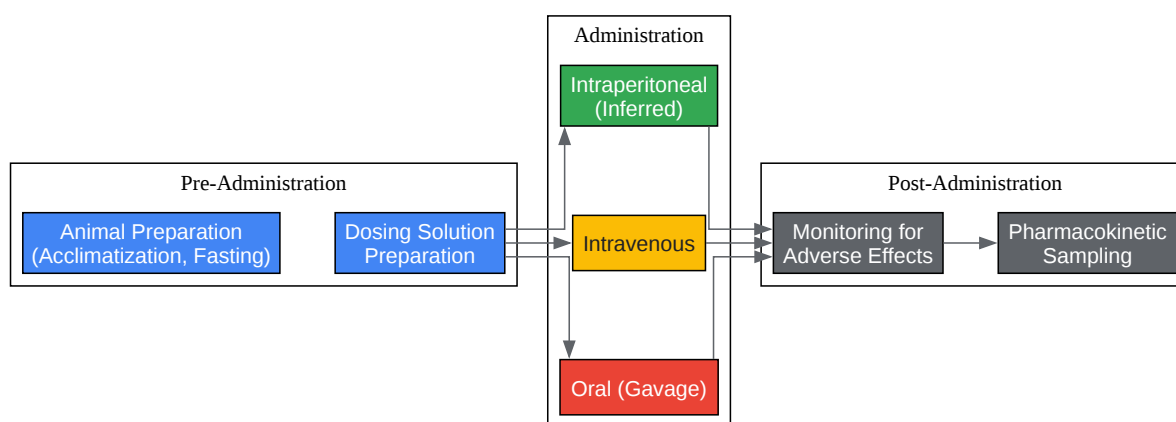 Pre-Administration
Animal Preparation
(Acclimatization, Fasting)
Dosing Solution
Preparation
Administration
Intraperitoneal
(Inferred)
Intravenous
Oral (Gavage)
Post-Administration
Monitoring for
Adverse Effects
Pharmacokinetic
Sampling